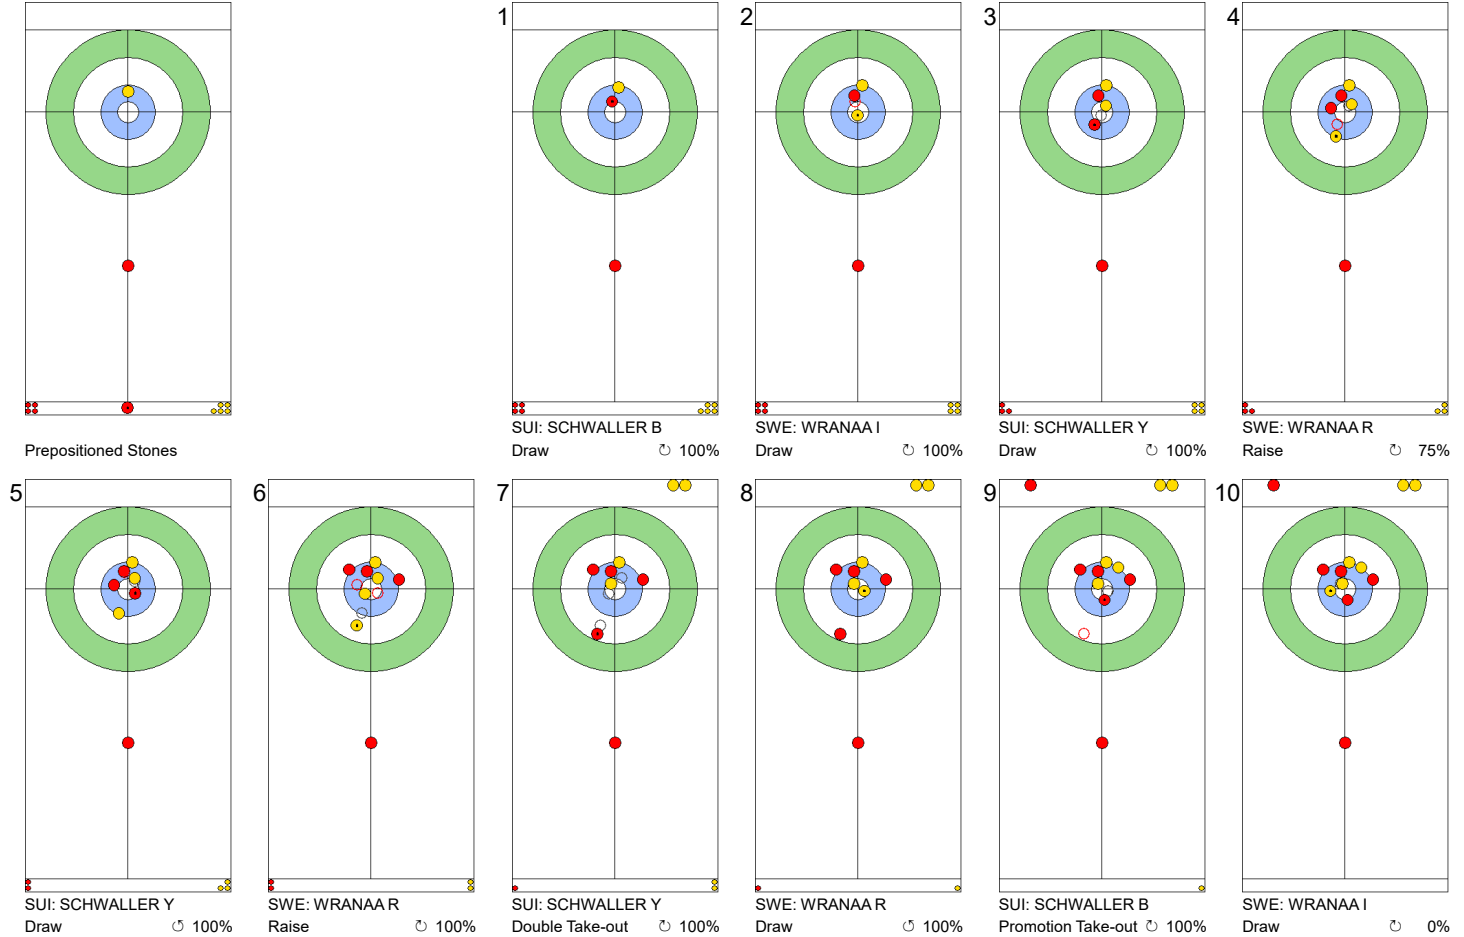 1
2
3
4
Prepositioned Stones
SUI: SCHWALLER B
Draw 100%
SWE: WRANAA I
Draw 100%
SUI: SCHWALLER Y
Draw 100%
SWE: WRANAA R
Raise 75%
5
6
7
8
9
10
SUI: SCHWALLER Y
Draw 100%
SWE: WRANAA R
Raise 100%
SUI: SCHWALLER Y
Double Take-out 100%
SWE: WRANAA R
Draw 100%
SUI: SCHWALLER B
Promotion Take-out 100%
SWE: WRANAA I
Draw 0%